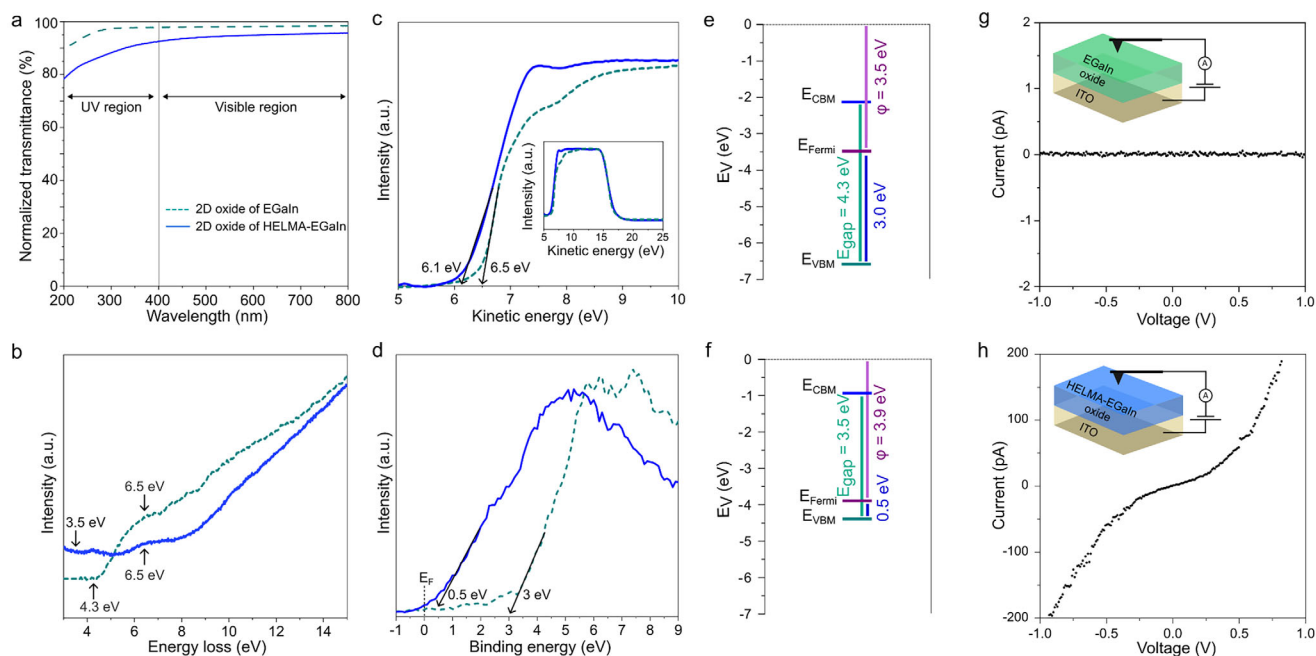 a
100
80
60
40
20
0
Normalized transmittance (%)
UV region
Visible region
2D oxide of EGaIn
2D oxide of HELMA-EGaIn
200 300 400 500 600 700 800
Wavelength (nm)
b
Intensity (a.u.)
3.5 eV
6.5 eV
6.5 eV
4.3 eV
4 6 8 10 12 14
Energy loss (eV)
c
Intensity (a.u.)
6.1 eV
6.5 eV
5 6 7 8 9 10
Kinetic energy (eV)
Intensity (a.u.)
5 10 15 20 25
Kinetic energy (eV)
d
Intensity (a.u.)
EF
0.5 eV
3 eV
-1 0 1 2 3 4 5 6 7 8 9
Binding energy (eV)
e
0
-1
-2
-3
-4
-5
-6
-7
EV (eV)
ECBM
EFermi
EVBM
φ = 3.5 eV
Egap = 4.3 eV
3.0 eV
f
0
-1
-2
-3
-4
-5
-6
-7
EV (eV)
ECBM
EFermi
EVBM
Egap = 3.5 eV
φ = 3.9 eV
0.5 eV
g
2
1
0
-1
-2
Current (pA)
EGaIn
oxide
ITO
A
-1.0 -0.5 0.0 0.5 1.0
Voltage (V)
h
200
100
0
-100
-200
Current (pA)
HELMA-EGaIn
oxide
ITO
A
-1.0 -0.5 0.0 0.5 1.0
Voltage (V)